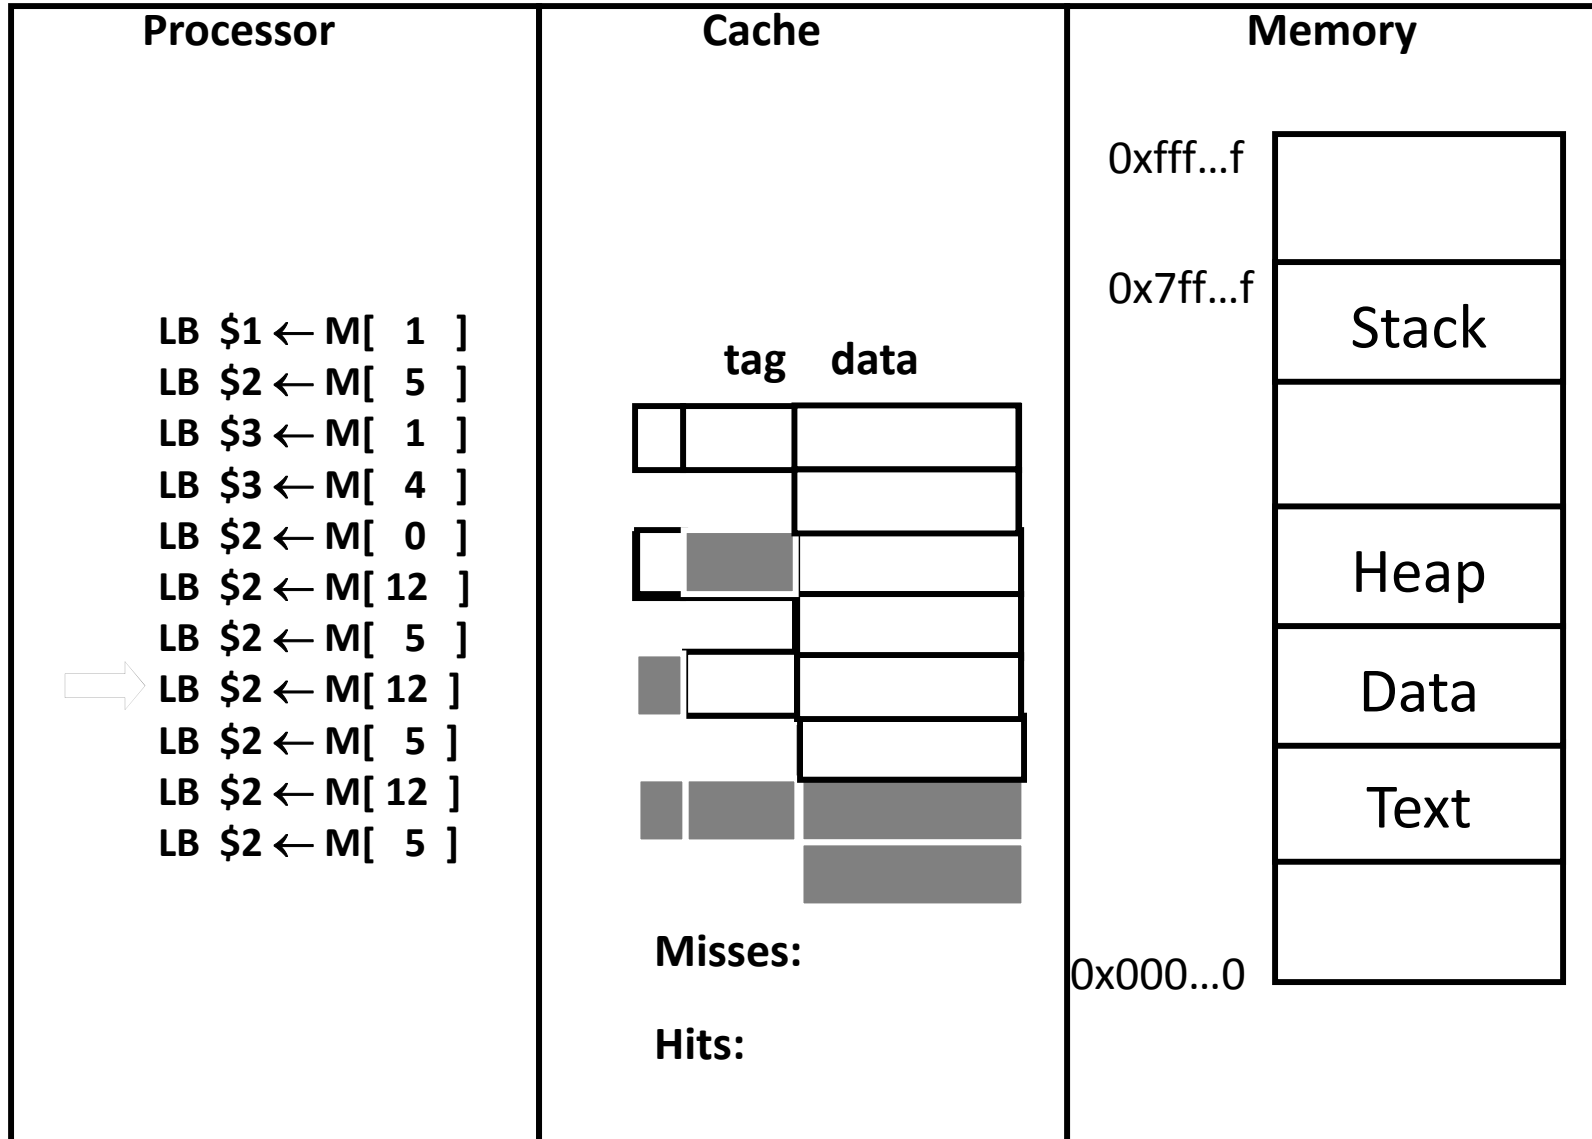 Processor
LB $1 ← M[ 1 ]
LB $2 ← M[ 5 ]
LB $3 ← M[ 1 ]
LB $3 ← M[ 4 ]
LB $2 ← M[ 0 ]
LB $2 ← M[ 12 ]
LB $2 ← M[ 5 ]
LB $2 ← M[ 12 ]
LB $2 ← M[ 5 ]
LB $2 ← M[ 12 ]
LB $2 ← M[ 5 ]
Cache
tag data
Misses:
Hits:
Memory
0xfff…f
0x7ff…f
Stack
Heap
Data
Text
0x000…0